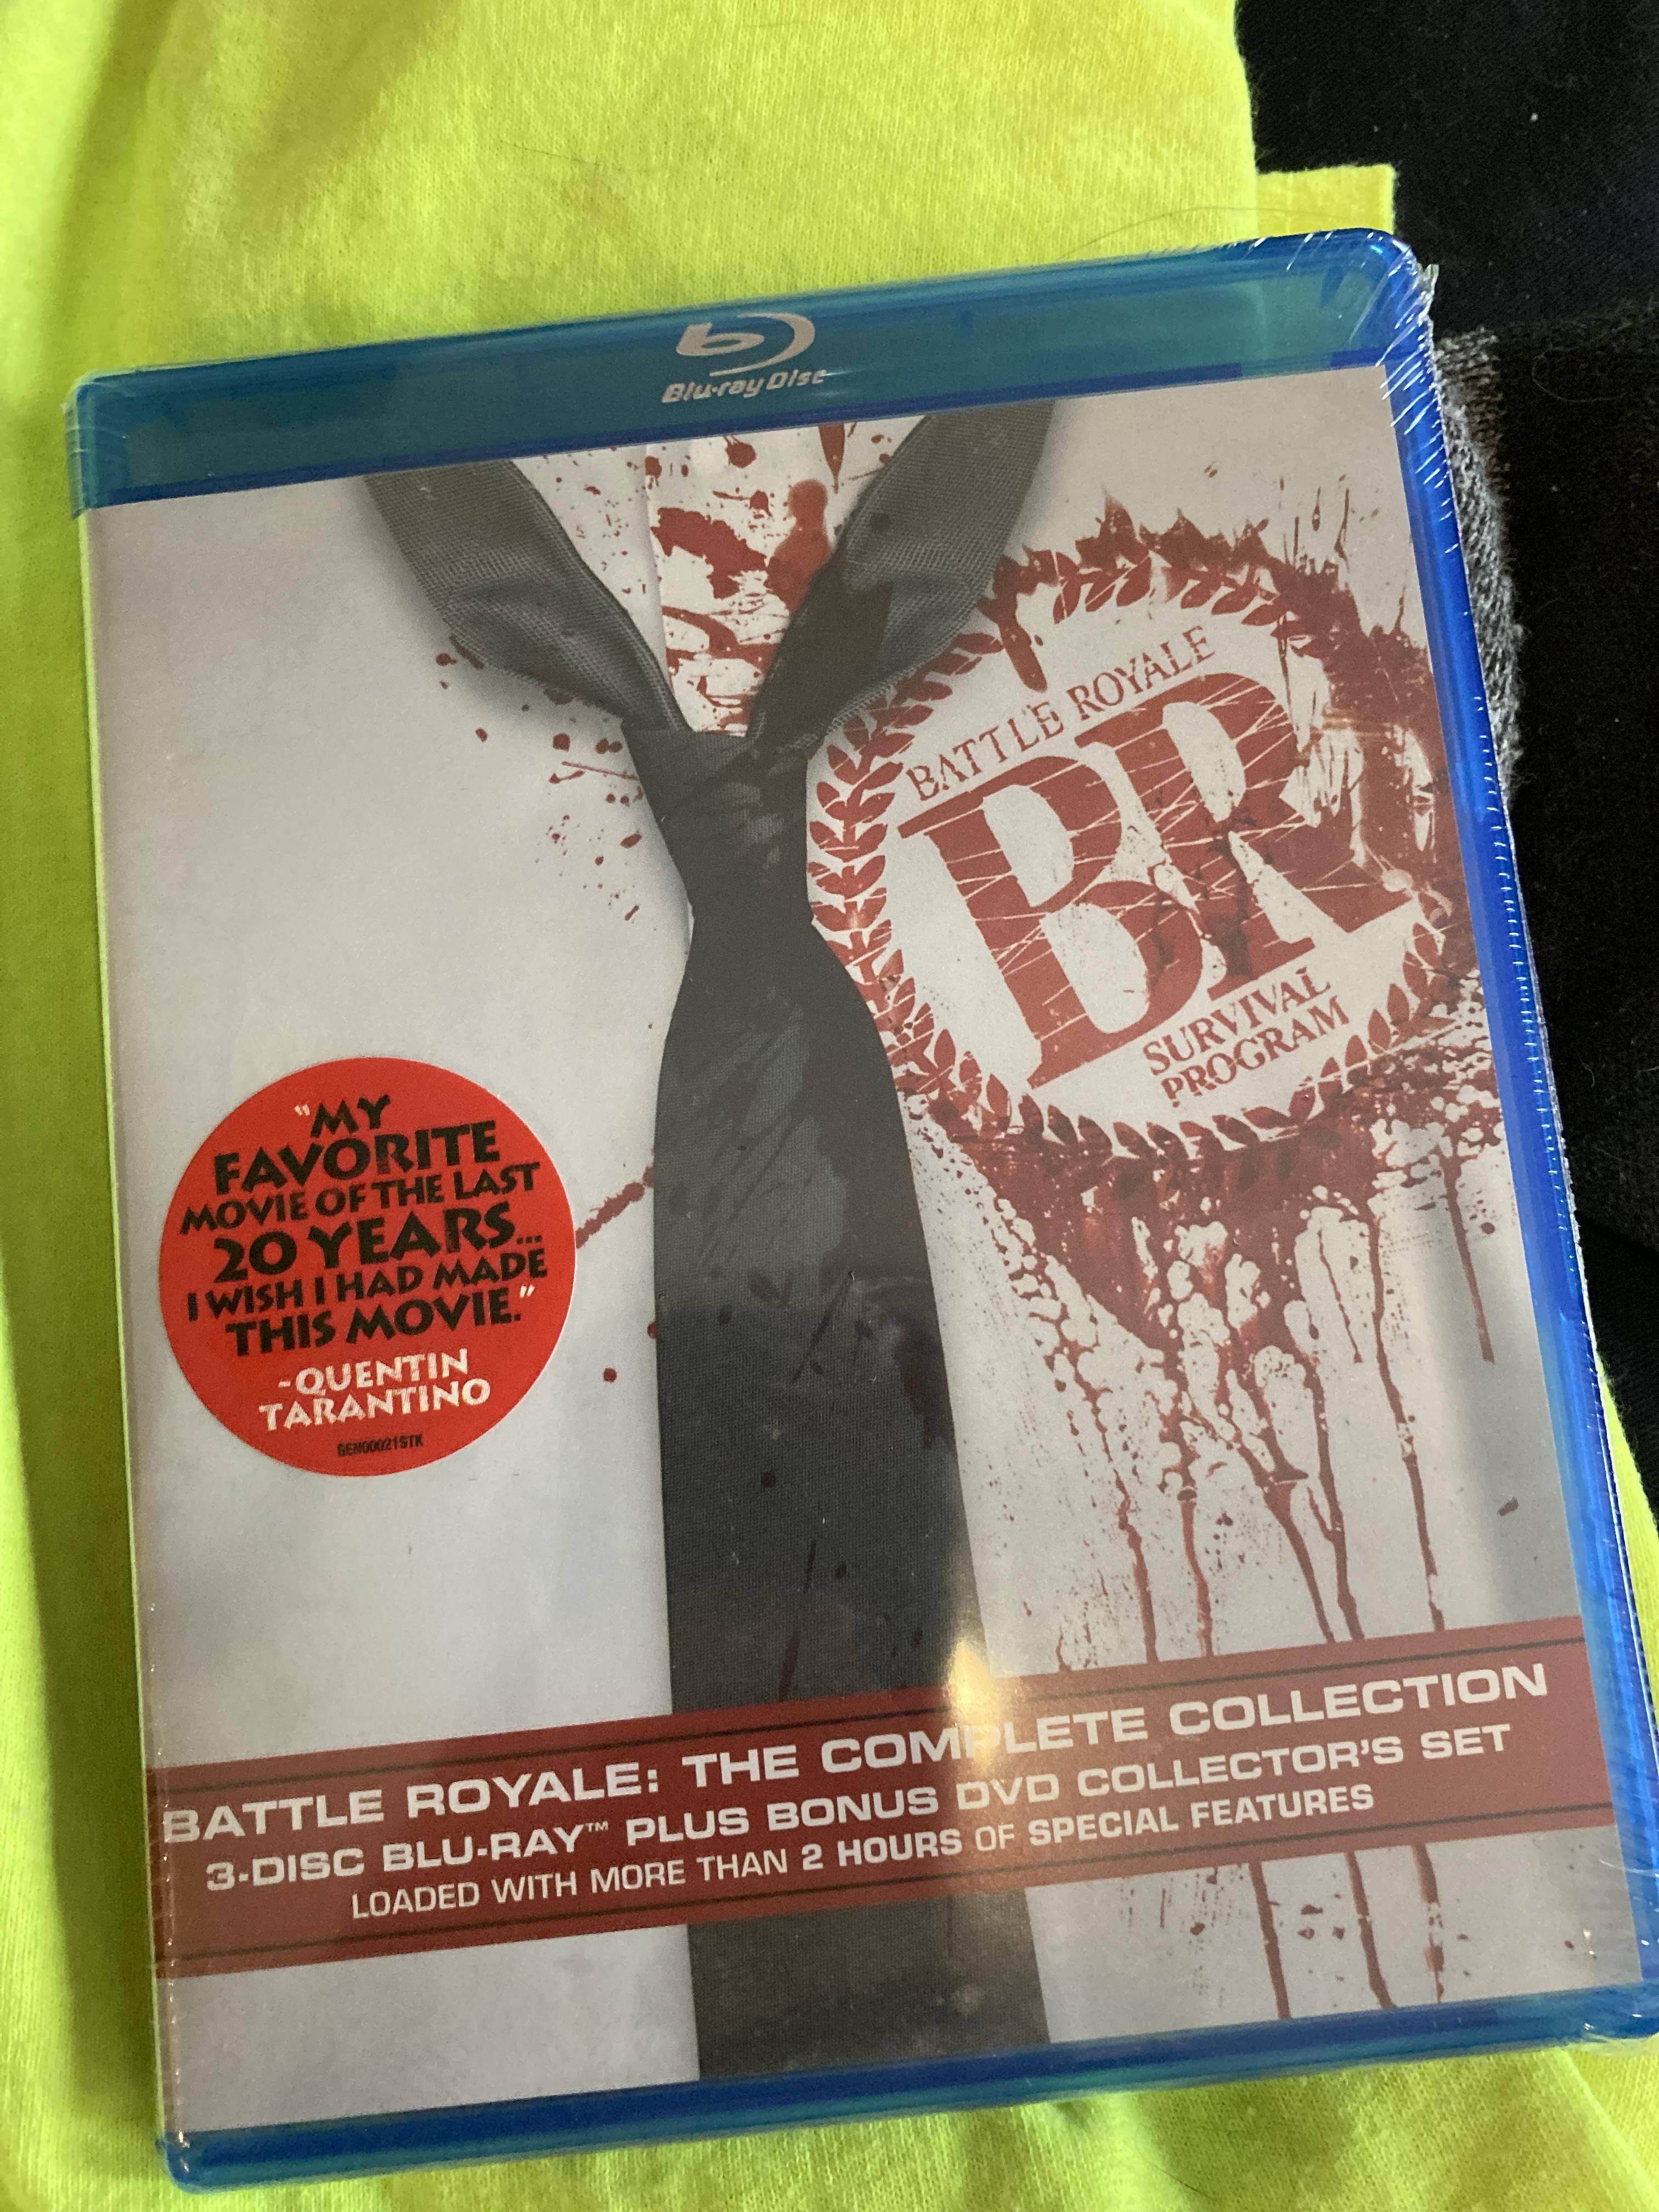 Blu-ray Disc
BATTLE ROYALE
BR
SURVIVAL
PROGRAM
"MY
FAVORITE
MOVIE OF THE LAST
20 YEARS...
I WISH I HAD MADE
THIS MOVIE."
-QUENTIN
TARANTINO
GEN00021STK
BATTLE ROYALE: THE COMPLETE COLLECTION
3-DISC BLU-RAY™ PLUS BONUS DVD COLLECTOR'S SET
LOADED WITH MORE THAN 2 HOURS OF SPECIAL FEATURES